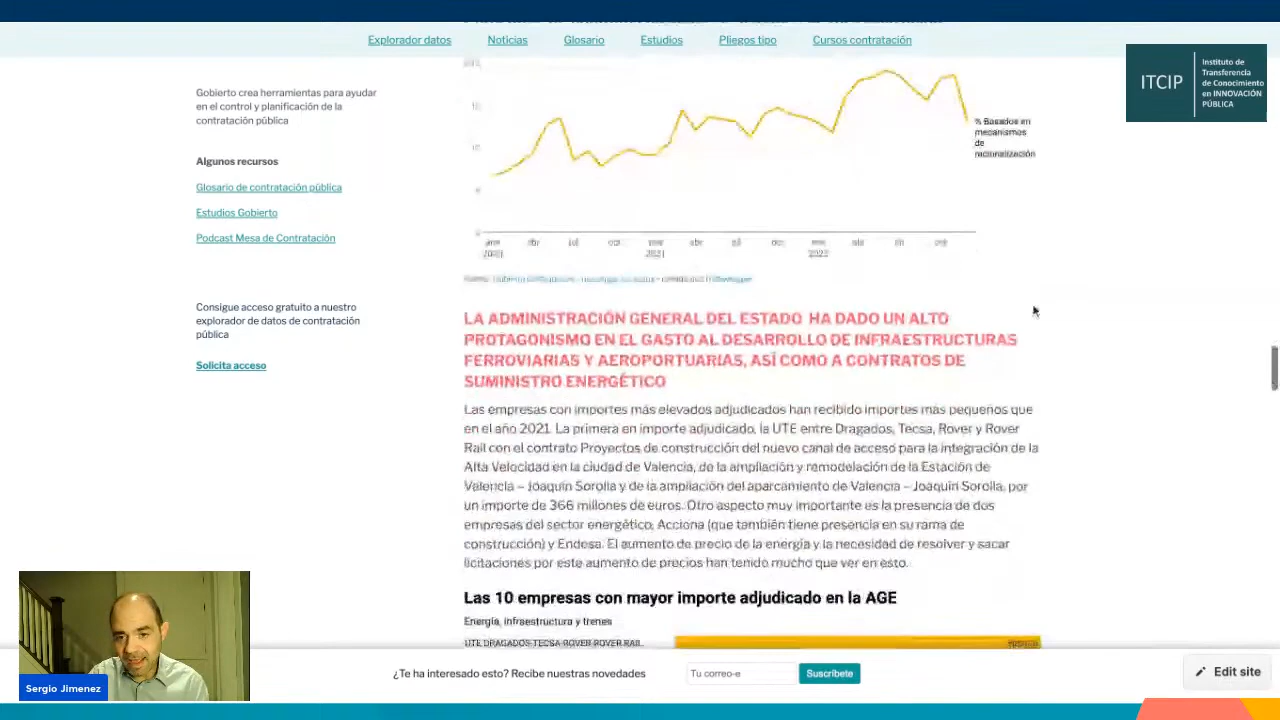 Explorador datos Noticias Glosario Estudios Pliegos tipo Cursos contratación
ITCIP
Instituto de
Transferencia
de Conocimiento
en INNOVACIÓN
PÚBLICA
Gobierto crea herramientas para ayudar
en el control y planificación de la
contratación pública
Algunos recursos
Glosario de contratación pública
Estudios Gobierto
Podcast Mesa de Contratación
Consigue acceso gratuito a nuestro
explorador de datos de contratación
pública
Solicita acceso
% Basados en
mecanismos
de
racionalización
LA ADMINISTRACIÓN GENERAL DEL ESTADO HA DADO UN ALTO
PROTAGONISMO EN EL GASTO AL DESARROLLO DE INFRAESTRUCTURAS
FERROVIARIAS Y AEROPORTUARIAS, ASÍ COMO A CONTRATOS DE
SUMINISTRO ENERGÉTICO
Las empresas con importes más elevados adjudicados han recibido importes más pequeños que
en el año 2021. La primera en importe adjudicado, la UTE entre Dragados, Tecsa, Rover y Rover
Rail con el contrato Proyectos de construcción del nuevo canal de acceso para la integración de la
Alta Velocidad en la ciudad de Valencia, de la ampliación y remodelación de la Estación de
Valencia – Joaquin Sorolla y de la ampliación del aparcamiento de Valencia – Joaquin Sorolla, por
un importe de 366 millones de euros. Otro aspecto muy importante es la presencia de dos
empresas del sector energético, Acciona (que también tiene presencia en su rama de
construcción) y Endesa. El aumento de precio de la energía y la necesidad de resolver y sacar
licitaciones por este aumento de precios han tenido mucho que ver en esto.
Las 10 empresas con mayor importe adjudicado en la AGE
Energía, infraestructura y trenes
UTE DRAGADOS-TECSA-ROVER-ROVER RAIL
¿Te ha interesado esto? Recibe nuestras novedades
Tu correo-e
Suscríbete
Edit site
Sergio Jimenez